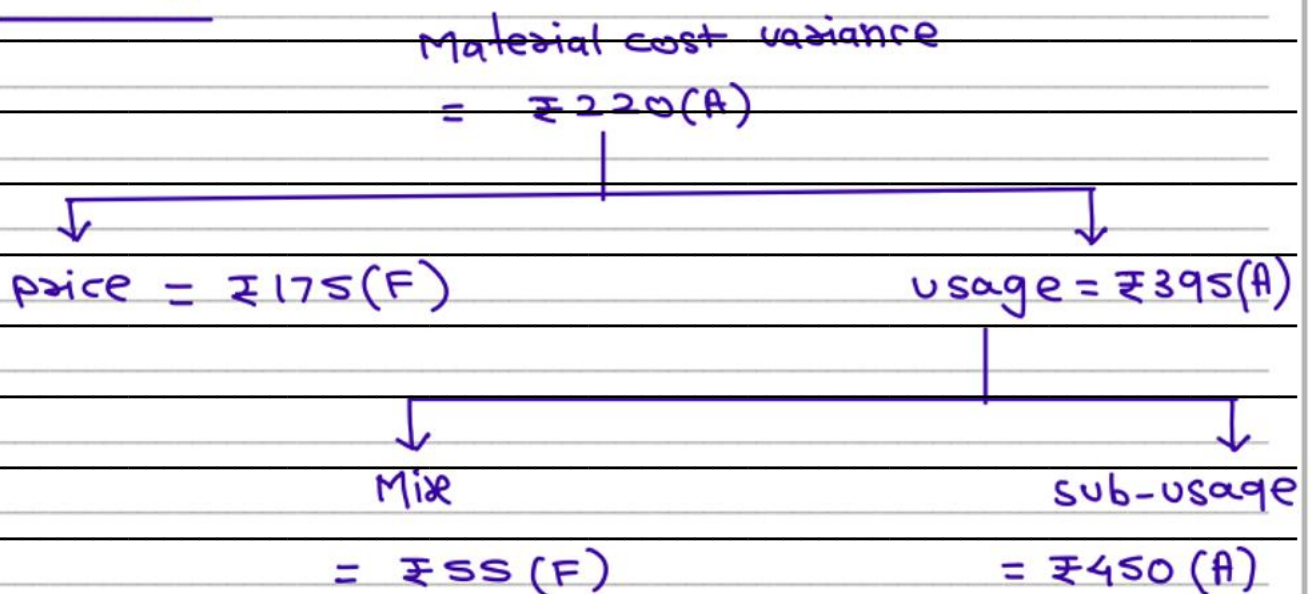 Material cost variance
= ₹220(A)
price = ₹175(F) usage = ₹395(A)
Mix sub-usage
= ₹55 (F) = ₹450 (A)